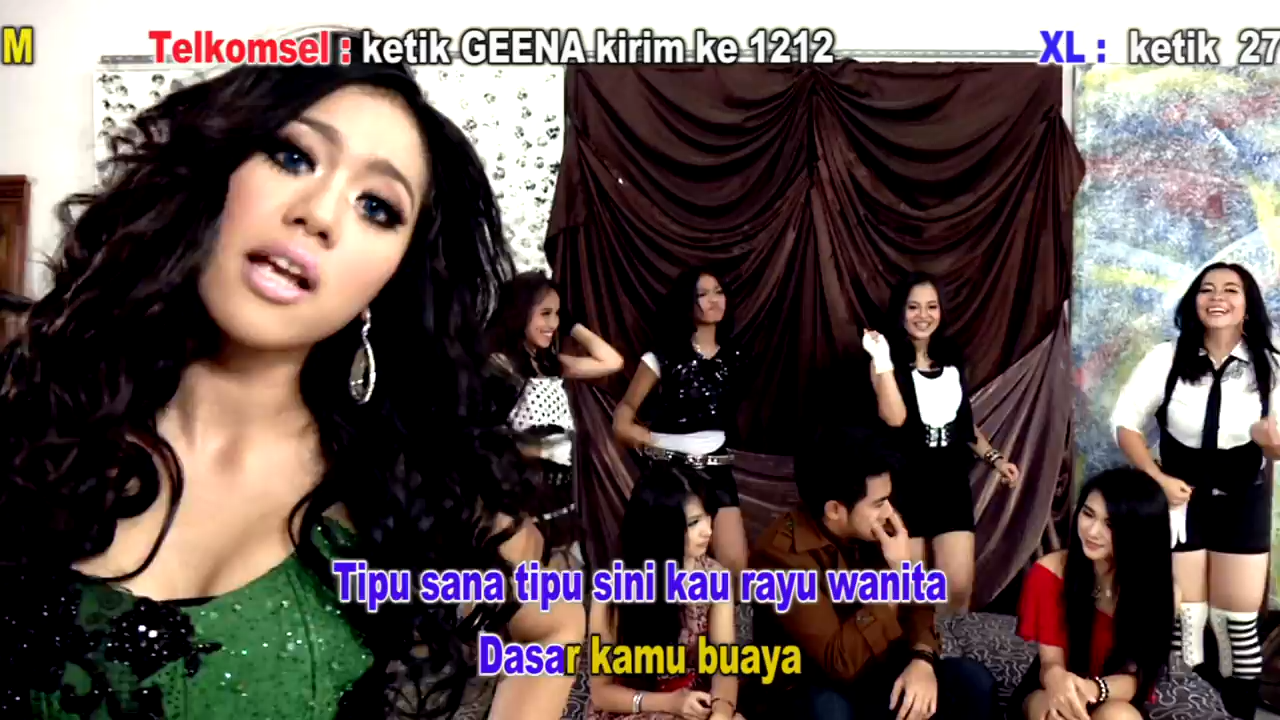 M Telkomsel : ketik GEENA kirim ke 1212 XL : ketik 27
Tipu sana tipu sini kau rayu wanita
Dasar kamu buaya